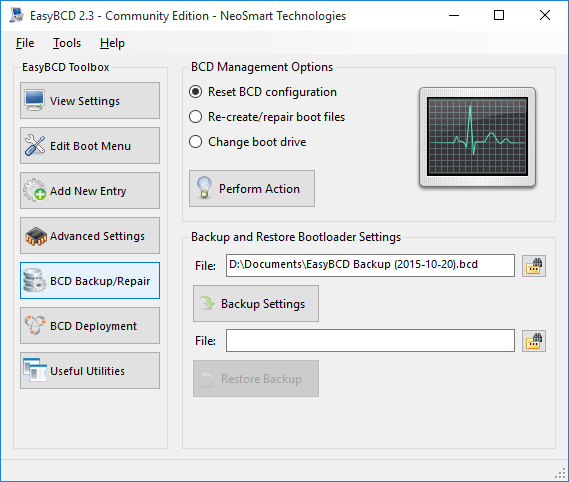 EasyBCD 2.3 - Community Edition - NeoSmart Technologies
File Tools Help
EasyBCD Toolbox
View Settings
Edit Boot Menu
Add New Entry
Advanced Settings
BCD Backup/Repair
BCD Deployment
Useful Utilities
BCD Management Options
Reset BCD configuration
Re-create/repair boot files
Change boot drive
Perform Action
Backup and Restore Bootloader Settings
File: D:\Documents\EasyBCD Backup (2015-10-20).bcd
Backup Settings
File:
Restore Backup